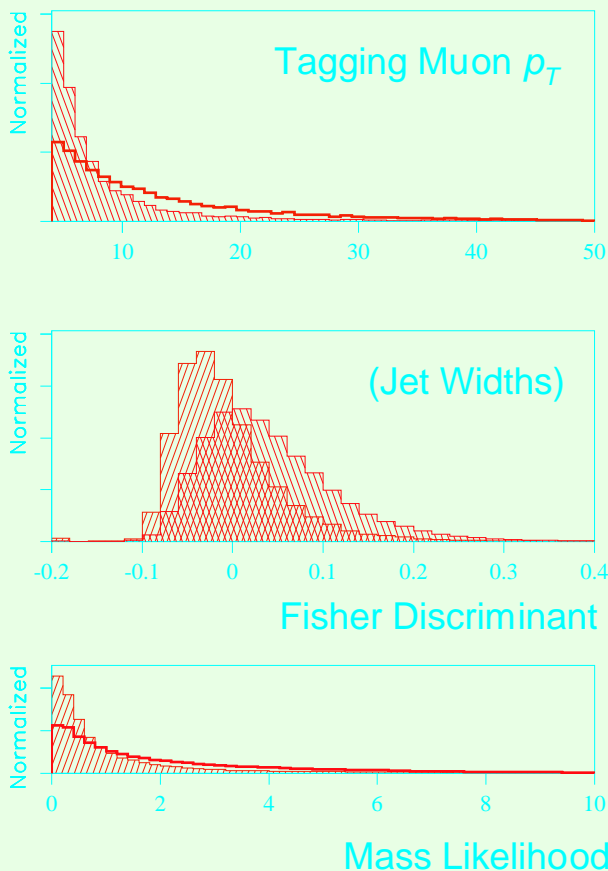 Normalized
Tagging Muon pT
10 20 30 40 50
Normalized
(Jet Widths)
-0.2 -0.1 0 0.1 0.2 0.3 0.4
Fisher Discriminant
Normalized
0 2 4 6 8 10
Mass Likelihood